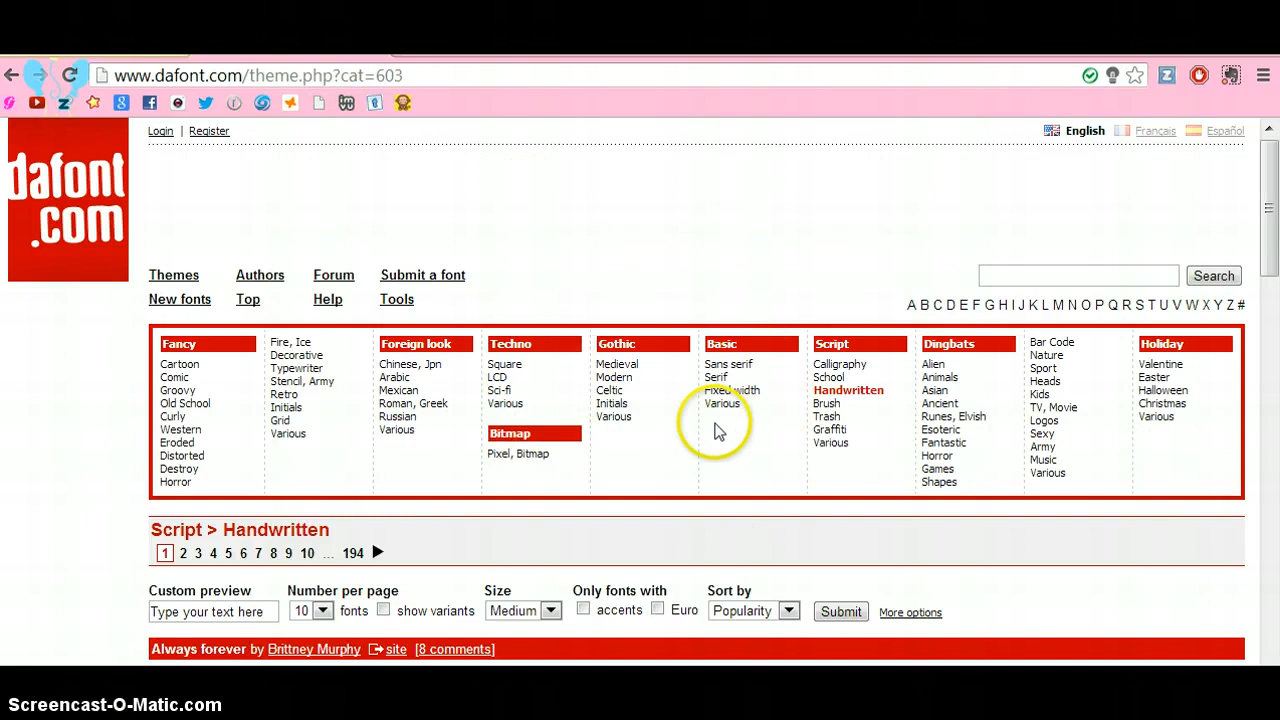 www.dafont.com/theme.php?cat=603
dafont
.com
Login | Register
English Français Español
Themes Authors Forum Submit a font
New fonts Top Help Tools
Search
A B C D E F G H I J K L M N O P Q R S T U V W X Y Z #
Fancy
Cartoon
Comic
Groovy
Old School
Curly
Western
Eroded
Distorted
Destroy
Horror
Fire, Ice
Decorative
Typewriter
Stencil, Army
Retro
Initials
Grid
Various
Foreign look
Chinese, Jpn
Arabic
Mexican
Roman, Greek
Russian
Various
Techno
Square
LCD
Sci-fi
Various
Bitmap
Pixel, Bitmap
Gothic
Medieval
Modern
Celtic
Initials
Various
Basic
Sans serif
Serif
Fixed width
Various
Script
Calligraphy
School
Handwritten
Brush
Trash
Graffiti
Various
Dingbats
Alien
Animals
Asian
Ancient
Runes, Elvish
Esoteric
Fantastic
Horror
Games
Shapes
Bar Code
Nature
Sport
Heads
Kids
TV, Movie
Logos
Sexy
Army
Music
Various
Holiday
Valentine
Easter
Halloween
Christmas
Various
Script > Handwritten
1 2 3 4 5 6 7 8 9 10 ... 194
Custom preview Number per page Size Only fonts with Sort by
Type your text here 10 fonts show variants Medium accents Euro Popularity Submit More options
Always forever by Brittney Murphy site [8 comments]
Screencast-O-Matic.com